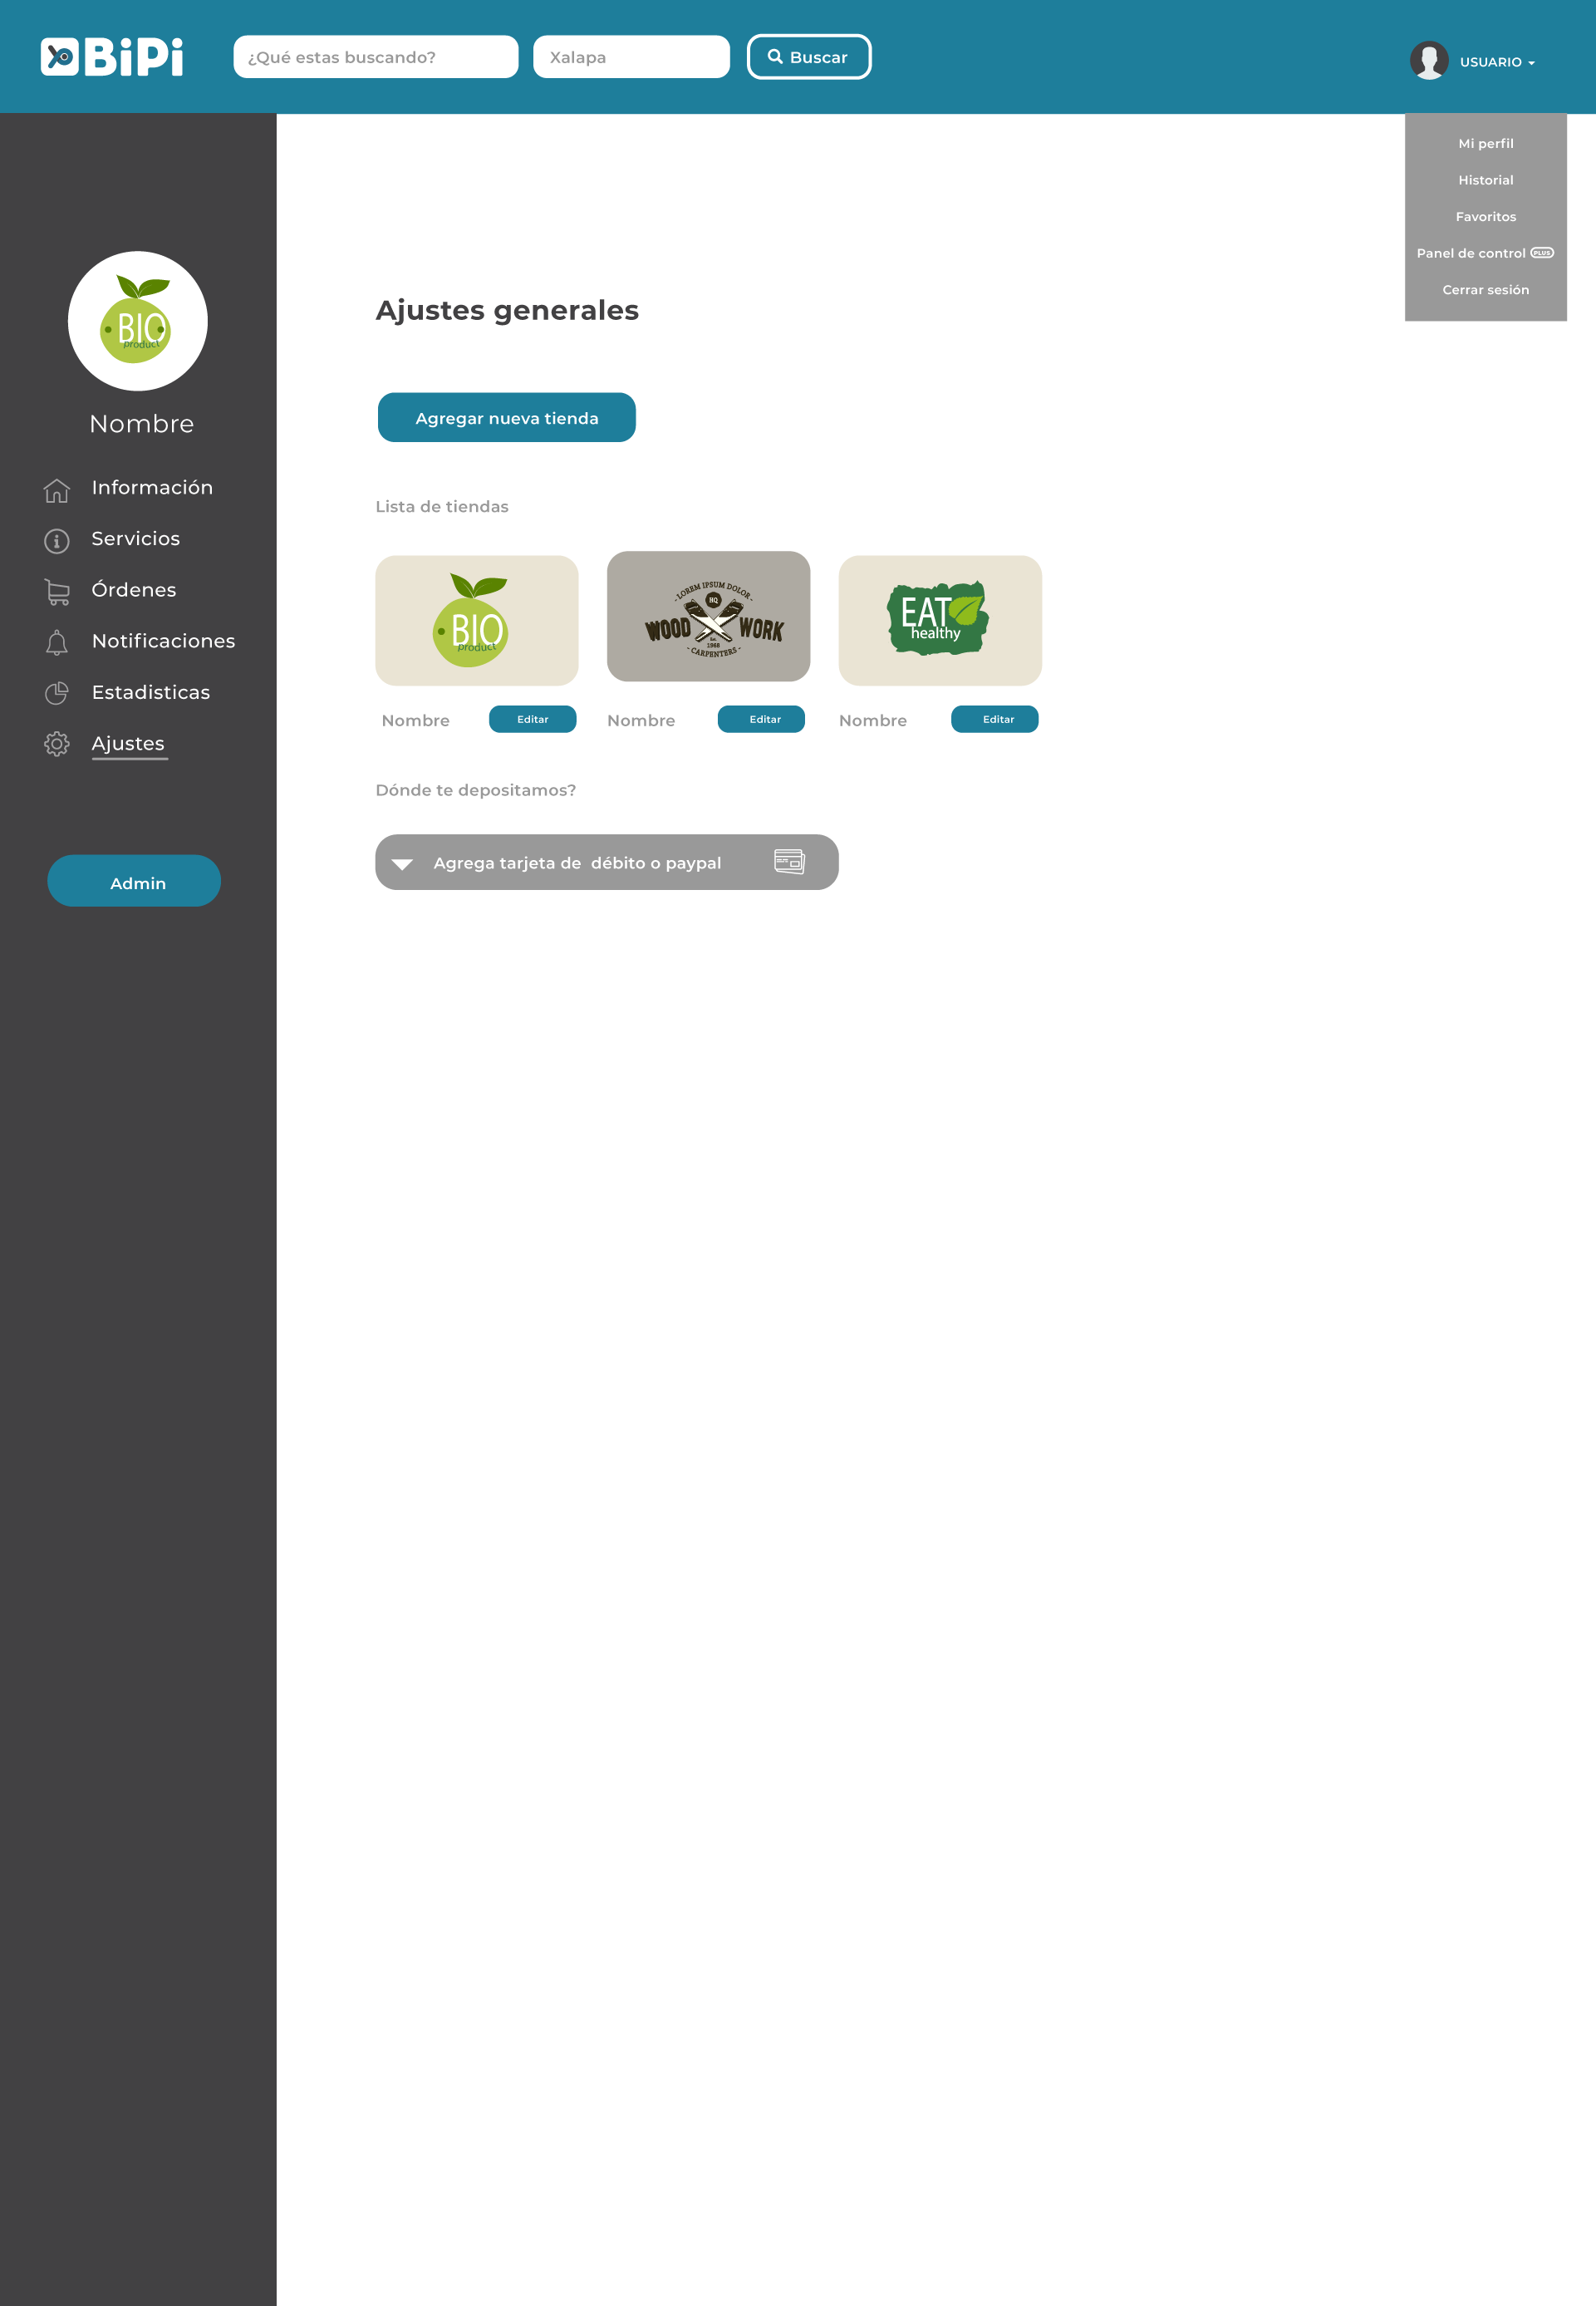 BiPi
¿Qué estas buscando?
Xalapa
Buscar
USUARIO
Mi perfil
Historial
Favoritos
Panel de control PLUS
Cerrar sesión
BIO
product
Nombre
Información
Servicios
Órdenes
Notificaciones
Estadisticas
Ajustes
Admin
Ajustes generales
Agregar nueva tienda
Lista de tiendas
BIO
product
- LOREM IPSUM DOLOR -
HQ
WOOD WORK
Est.
1968
- CARPENTERS -
EAT
healthy
Nombre
Editar
Nombre
Editar
Nombre
Editar
Dónde te depositamos?
Agrega tarjeta de  débito o paypal